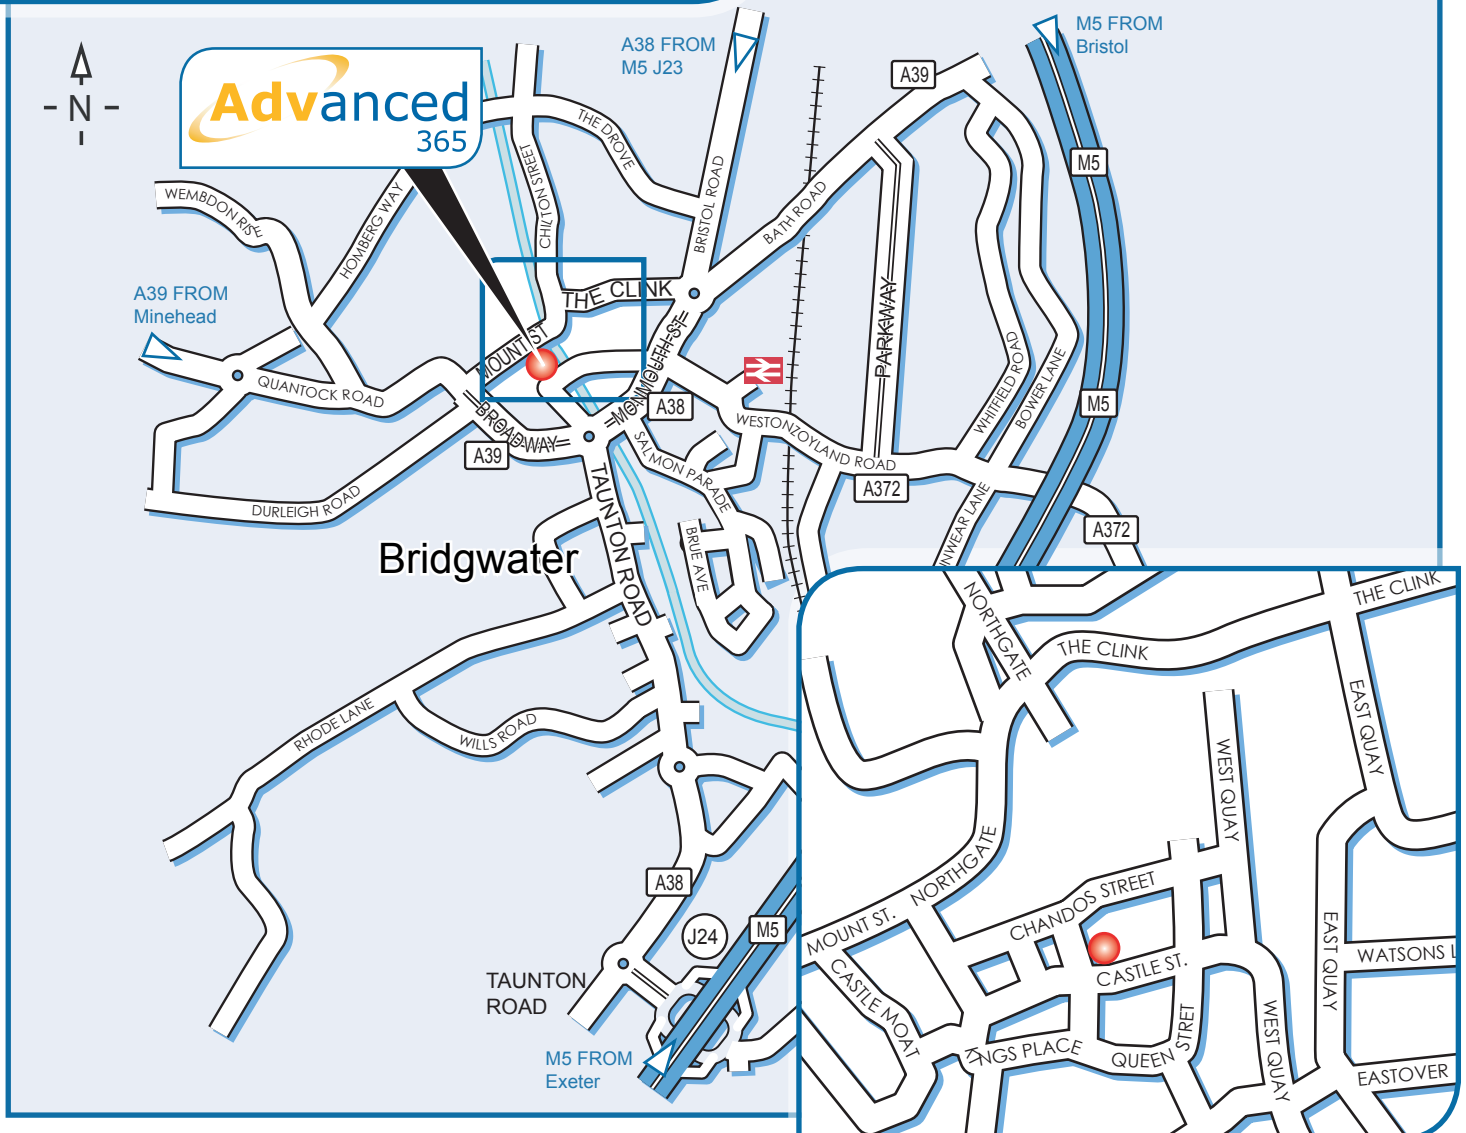 A38 FROM
M5 J23
M5 FROM
Bristol
N
Advanced
365
A39
M5
THE DROVE
CHILTON STREET
BRISTOL ROAD
BATH ROAD
WEMBDON RISE
HOMBERG WAY
A39 FROM
Minehead
THE CLINK
MOUNT ST
MONMOUTH ST
PARKWAY
WHITFIELD ROAD
BOWER LANE
M5
QUANTOCK ROAD
A38
BROADWAY
A39
WESTONZOYLAND ROAD
A372
SALMON PARADE
DURLEIGH ROAD
TAUNTON ROAD
BRUE AVE
A372
Bridgwater
RHODE LANE
WILLS ROAD
A38
J24
M5
TAUNTON
ROAD
M5 FROM
Exeter
NORTHGATE
THE CLINK
THE CLINK
EAST QUAY
WEST QUAY
NORTHGATE
MOUNT ST.
CHANDOS STREET
CASTLE ST.
CASTLE MOAT
KINGS PLACE
QUEEN STRET
WEST QUAY
EAST QUAY
WATSONS L
EASTOVER